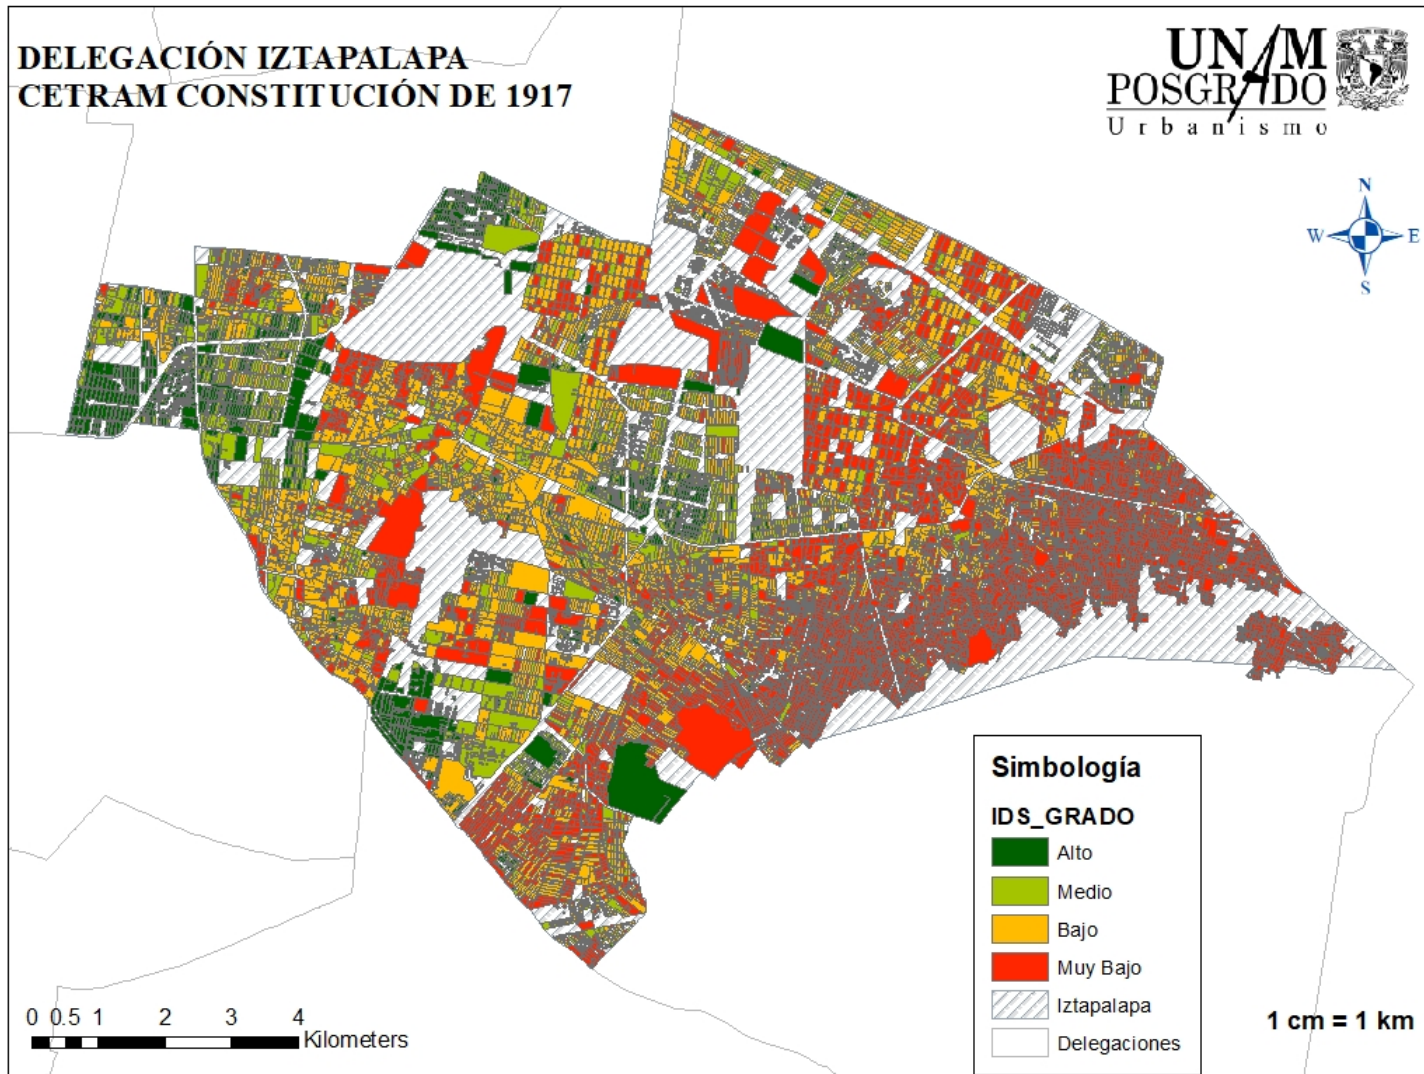 DELEGACIÓN IZTAPALAPA
CETRAM CONSTITUCIÓN DE 1917
UNAM
POSGRADO
Urbanismo
N
W E
S
Simbología
IDS_GRADO
Alto
Medio
Bajo
Muy Bajo
Iztapalapa
Delegaciones
0 0.5 1 2 3 4
Kilometers
1 cm = 1 km